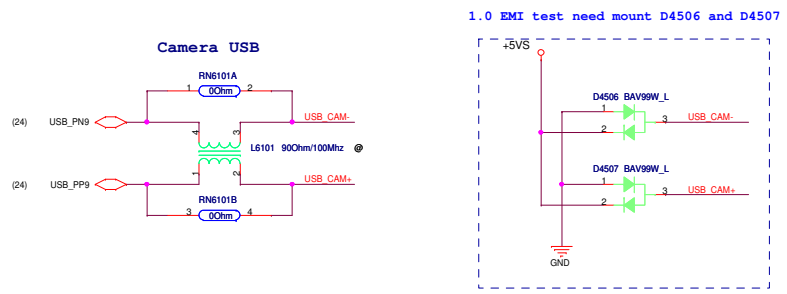 1.0 EMI test need mount D4506 and D4507
Camera USB
RN6101A
1 0Ohm 2
(24) USB_PN9
USB_CAM-
4 3
L6101 90Ohm/100Mhz @
1 2
(24) USB_PP9
USB_CAM+
RN6101B
3 0Ohm 4
+5VS
D4506 BAV99W_L
1
3 USB_CAM-
2
D4507 BAV99W_L
1
3 USB_CAM+
2
GND